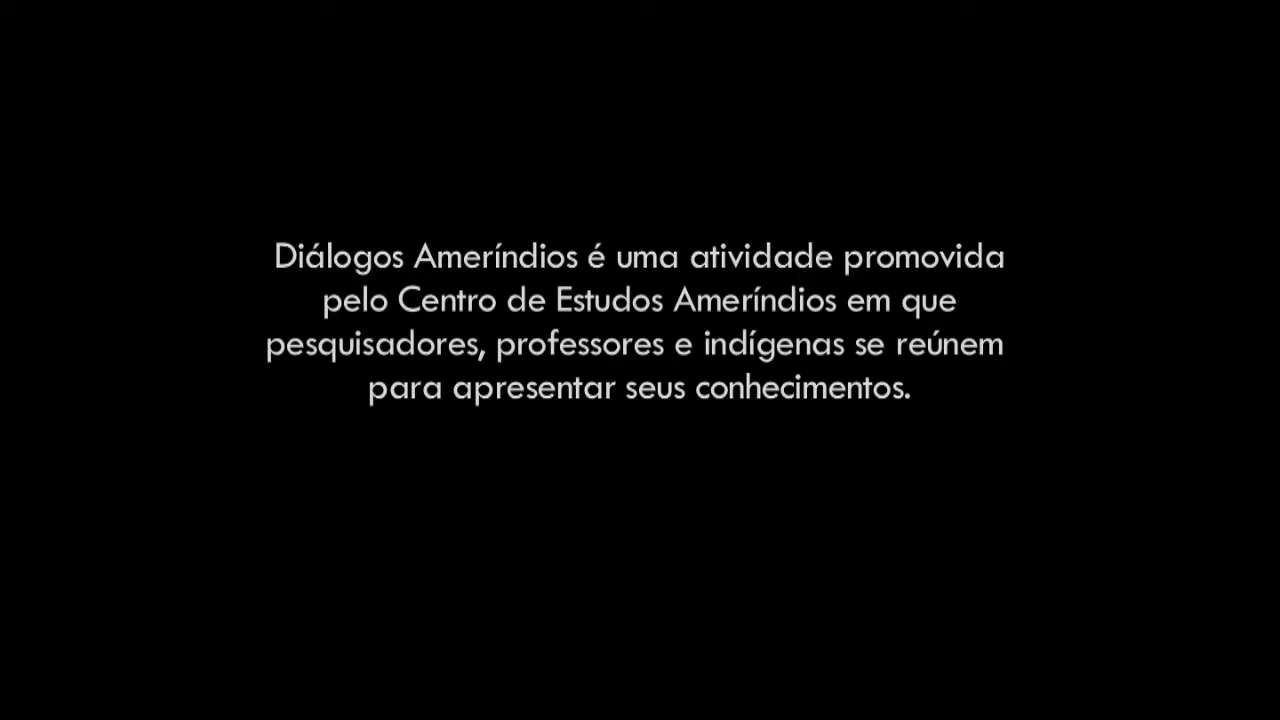 Diálogos Ameríndios é uma atividade promovida
pelo Centro de Estudos Ameríndios em que
pesquisadores, professores e indígenas se reúnem
para apresentar seus conhecimentos.